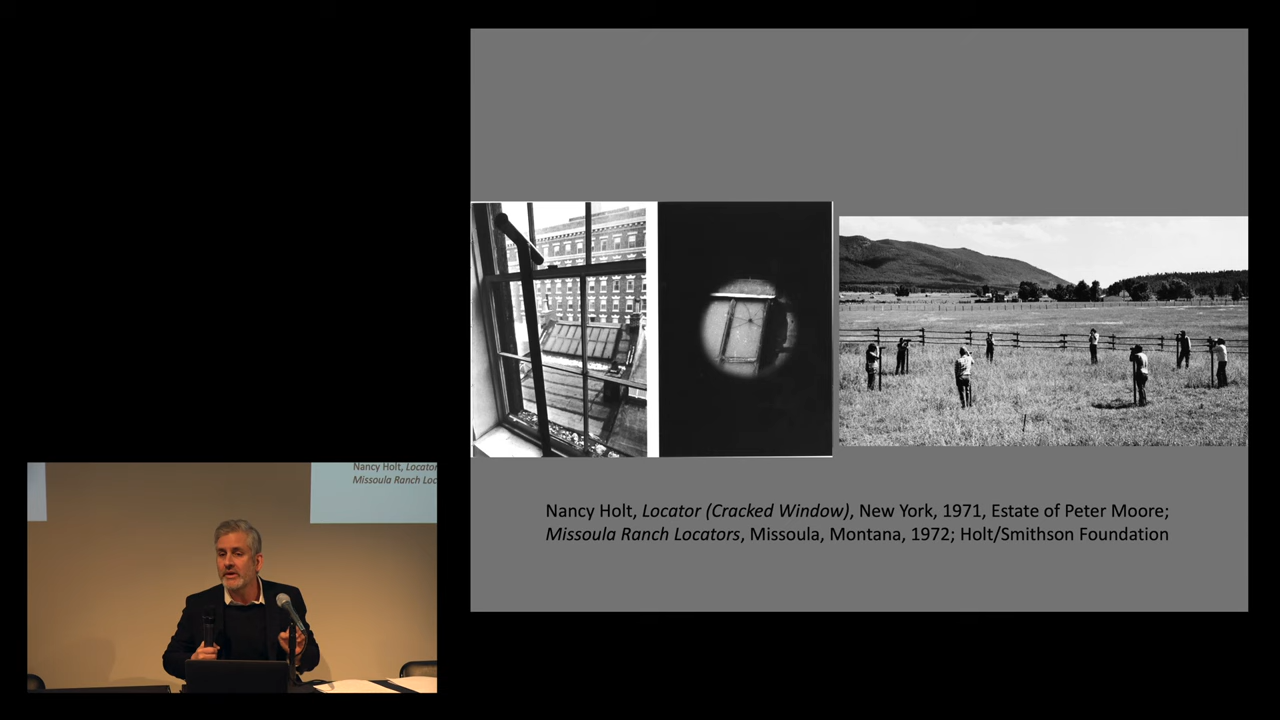 Nancy Holt, Locator (Cracked Window), New York, 1971, Estate of Peter Moore;
Missoula Ranch Locators, Missoula, Montana, 1972; Holt/Smithson Foundation
Nancy Holt, Locator
Missoula Ranch Loc